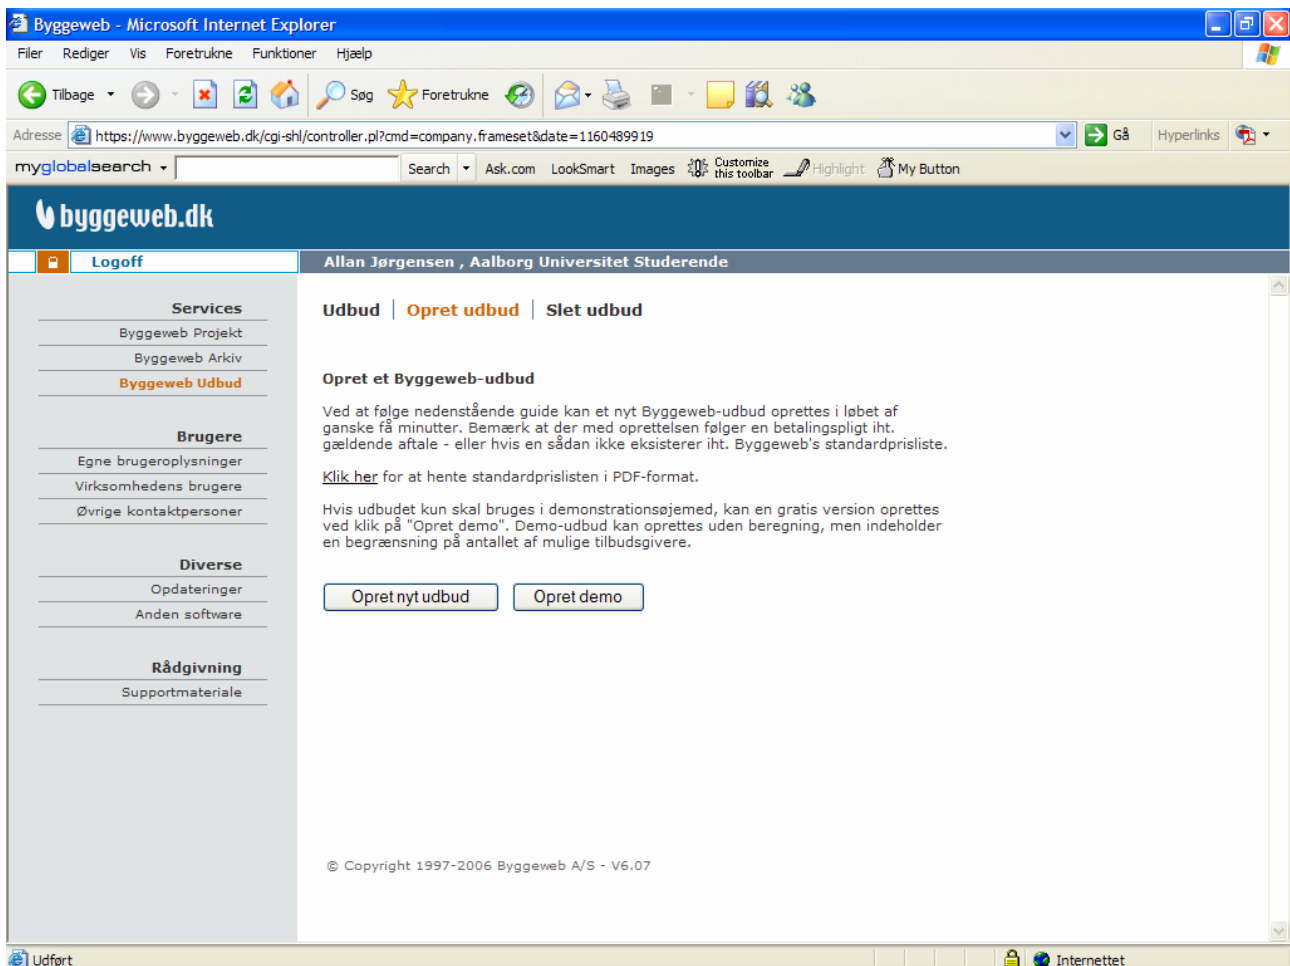 Byggeweb - Microsoft Internet Explorer
Filer Rediger Vis Foretrukne Funktioner Hjælp
Tilbage Søg Foretrukne
Adresse https://www.byggeweb.dk/cgi-shl/controller.pl?cmd=company.frameset&date=1160489919 Gå Hyperlinks
myglobalsearch Search Ask.com LookSmart Images Customize this toolbar Highlight My Button
byggeweb.dk
Logoff Allan Jørgensen , Aalborg Universitet Studerende
Services
Byggeweb Projekt
Byggeweb Arkiv
Byggeweb Udbud
Brugere
Egne brugeroplysninger
Virksomhedens brugere
Øvrige kontaktpersoner
Diverse
Opdateringer
Anden software
Rådgivning
Supportmateriale
Udbud | Opret udbud | Slet udbud
Opret et Byggeweb-udbud
Ved at følge nedenstående guide kan et nyt Byggeweb-udbud oprettes i løbet af
ganske få minutter. Bemærk at der med oprettelsen følger en betalingspligt iht.
gældende aftale - eller hvis en sådan ikke eksisterer iht. Byggeweb's standardprisliste.
Klik her for at hente standardprislisten i PDF-format.
Hvis udbudet kun skal bruges i demonstrationsøjemed, kan en gratis version oprettes
ved klik på "Opret demo". Demo-udbud kan oprettes uden beregning, men indeholder
en begrænsning på antallet af mulige tilbudsgivere.
Opret nyt udbud Opret demo
© Copyright 1997-2006 Byggeweb A/S - V6.07
Udført Internettet